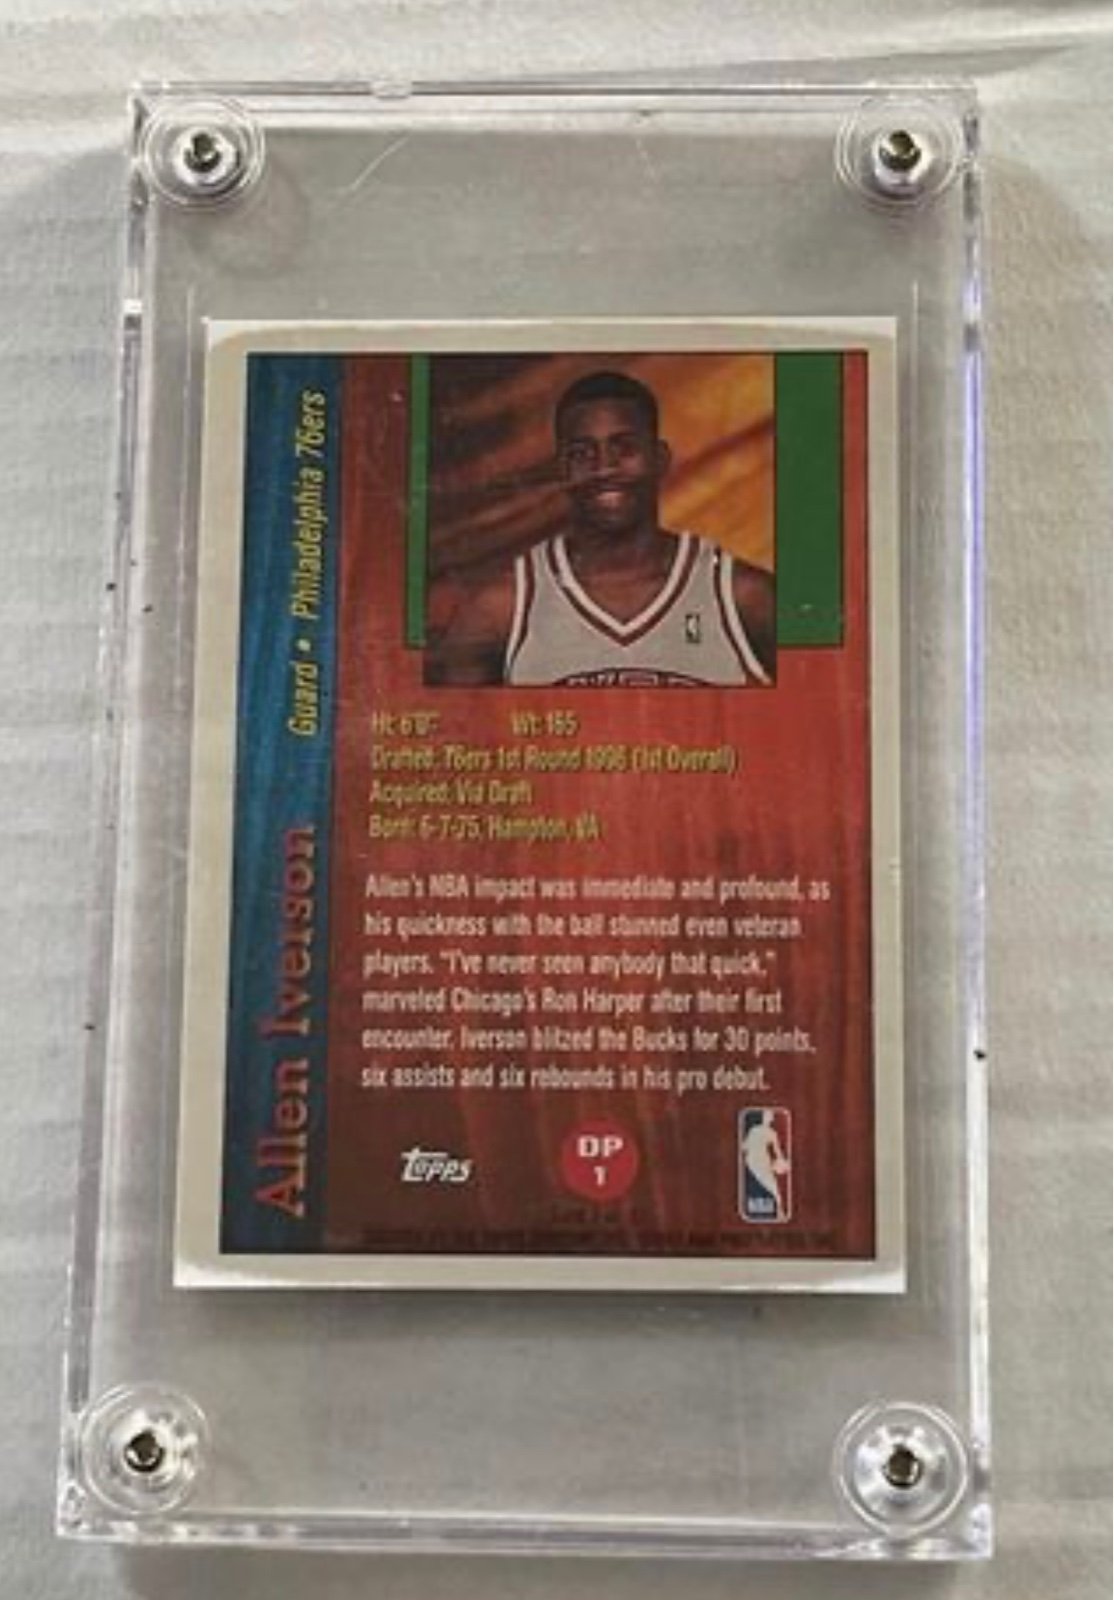 Guard • Philadelphia 76ers
Allen Iverson
Ht: 6'0" Wt: 165
Drafted: 76ers 1st Round 1996 (1st Overall)
Acquired: Via Draft
Born: 6-7-75, Hampton, VA
Allen's NBA impact was immediate and profound, as
his quickness with the ball stunned even veteran
players. "I've never seen anybody that quick,"
marveled Chicago's Ron Harper after their first
encounter. Iverson blitzed the Bucks for 30 points,
six assists and six rebounds in his pro debut.
Topps
DP
1
NBA